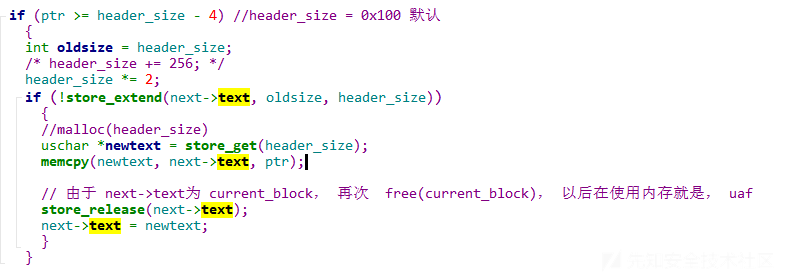 if (ptr >= header_size - 4) //header_size = 0x100 默认
{
int oldsize = header_size;
/* header_size += 256; */
header_size *= 2;
if (!store_extend(next->text, oldsize, header_size))
{
//malloc(header_size)
uschar *newtext = store_get(header_size);
memcpy(newtext, next->text, ptr);
// 由于 next->text为 current_block， 再次 free(current_block)， 以后在使用内存就是， uaf
store_release(next->text);
next->text = newtext;
}
}